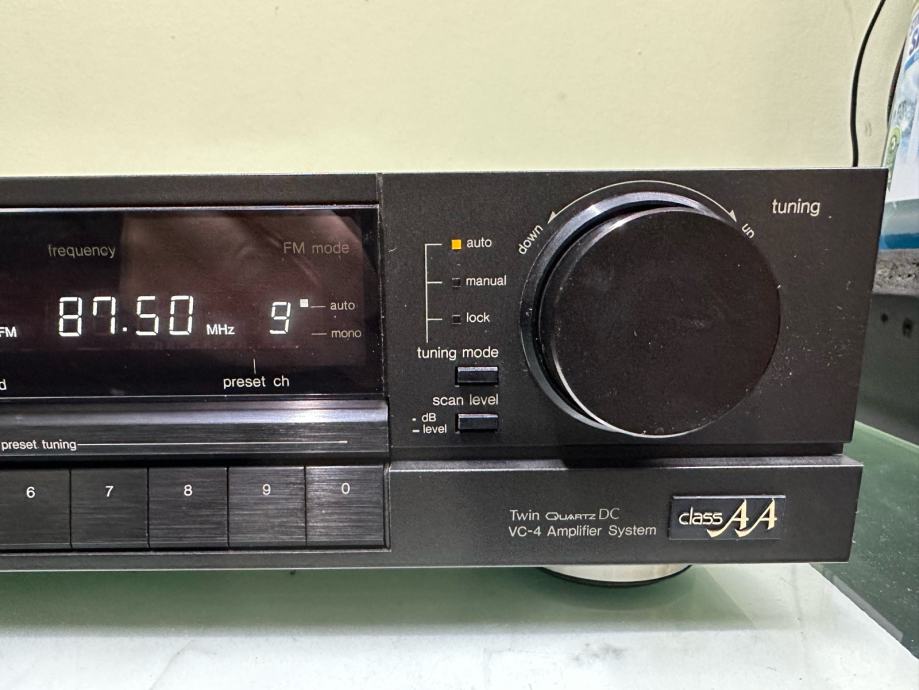 tuning
down
up
frequency
FM mode
FM 87.50 MHz 9
auto
mono
preset ch
auto
manual
lock
tuning mode
scan level
- dB
– level
preset tuning
6 7 8 9 0
Twin QUARTZ DC
VC-4 Amplifier System
class AA